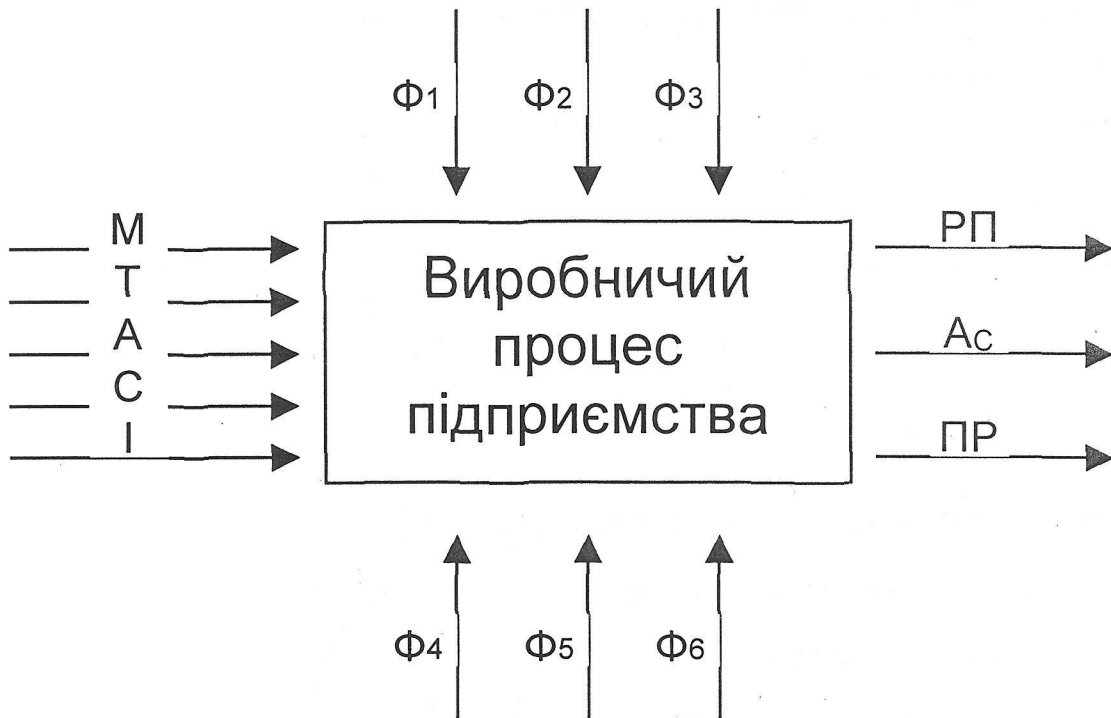 Ф1 Ф2 Ф3
М
Т
А
С
І
Виробничий
процес
підприємства
РП
Ас
ПР
Ф4 Ф5 Ф6